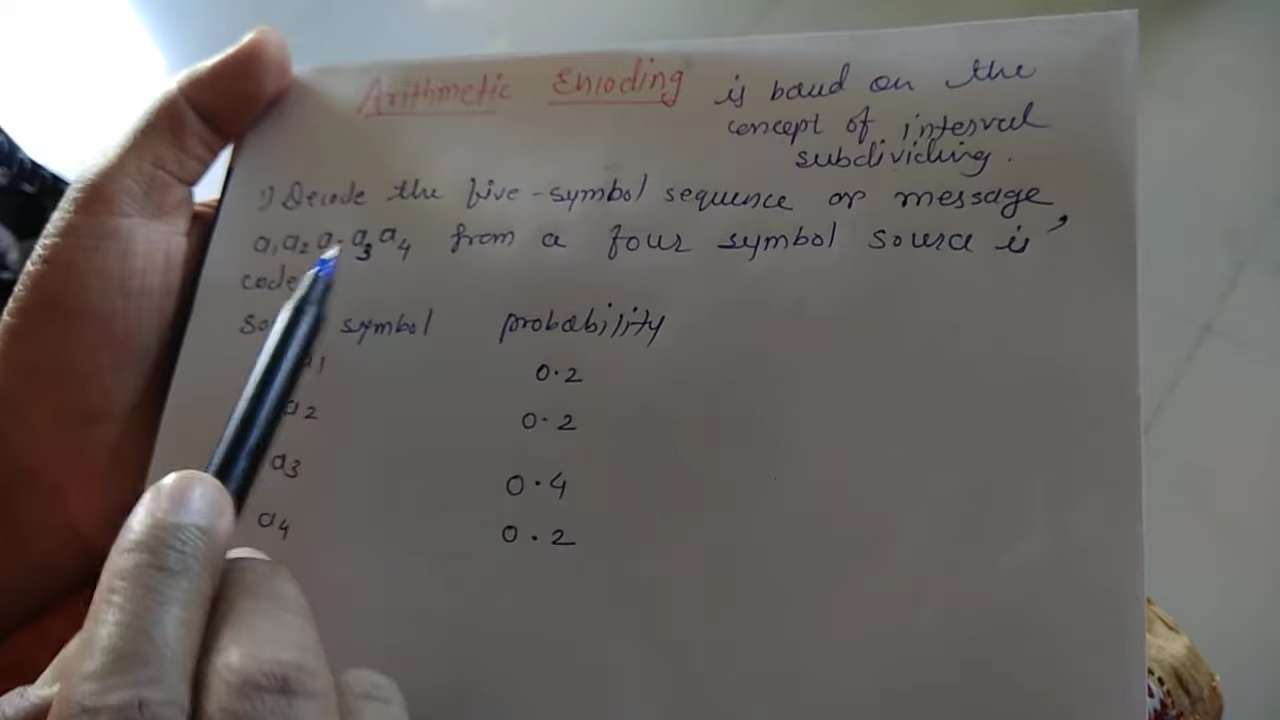 Arithmetic Encoding is based on the
concept of interval
subdividing.
1) Decode the five-symbol sequence or message,
a1 a2 a3 a4 from a four symbol source is
code
symbol probability
a1 0.2
a2 0.2
a3 0.4
a4 0.2